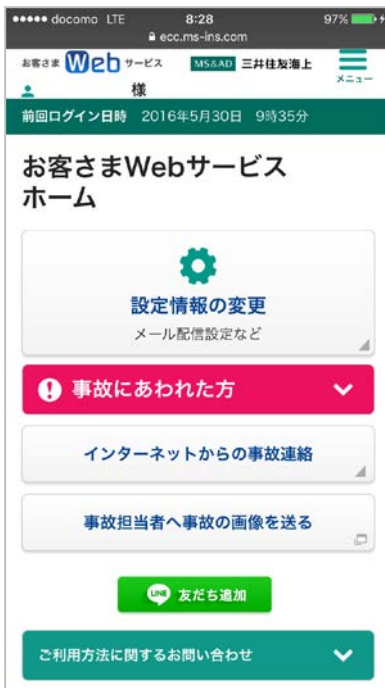 docomo LTE 8:28 97%
ecc.ms-ins.com
お客さま Web サービス MS&AD 三井住友海上
メニュー
様
前回ログイン日時 2016年5月30日 9時35分
お客さまWebサービス
ホーム
設定情報の変更
メール配信設定など
事故にあわれた方
インターネットからの事故連絡
事故担当者へ事故の画像を送る
LINE 友だち追加
ご利用方法に関するお問い合わせ